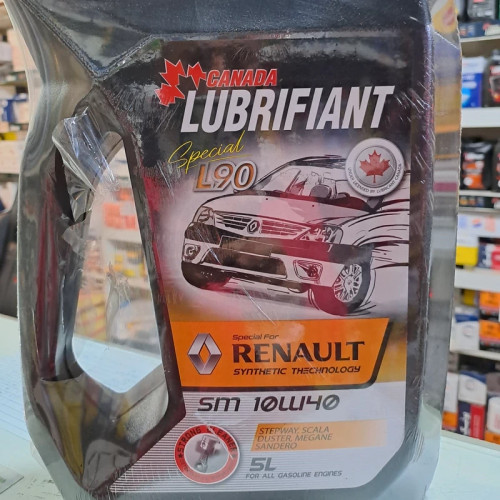 CANADA
LUBRIFIANT
Special
L90
Special For
RENAULT
SYNTHETIC THECHNOLOGY
SM 10W40
STEPWAY, SCALA
DUSTER, MEGANE
SANDERO
5L
FOR ALL GASOLINE ENGINES